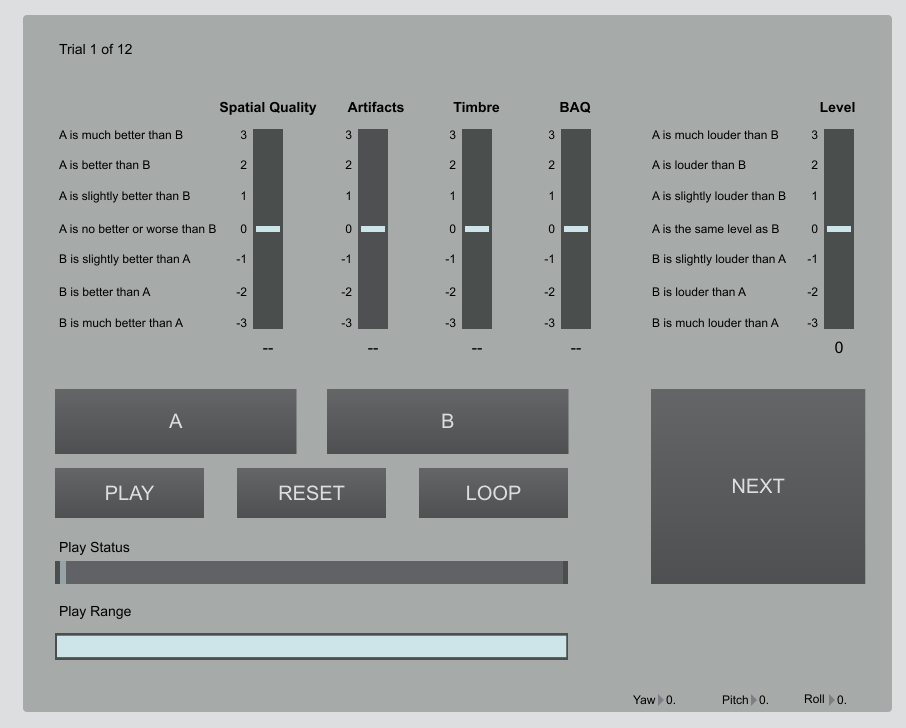 Trial 1 of 12
Spatial Quality Artifacts Timbre BAQ Level
A is much better than B 3 3 3 3 A is much louder than B 3
A is better than B 2 2 2 2 A is louder than B 2
A is slightly better than B 1 1 1 1 A is slightly louder than B 1
A is no better or worse than B 0 0 0 0 A is the same level as B 0
B is slightly better than A -1 -1 -1 -1 B is slightly louder than A -1
B is better than A -2 -2 -2 -2 B is louder than A -2
B is much better than A -3 -3 -3 -3 B is much louder than A -3
-- -- -- -- 0
A B
NEXT
PLAY RESET LOOP
Play Status
Play Range
Yaw 0. Pitch 0. Roll 0.